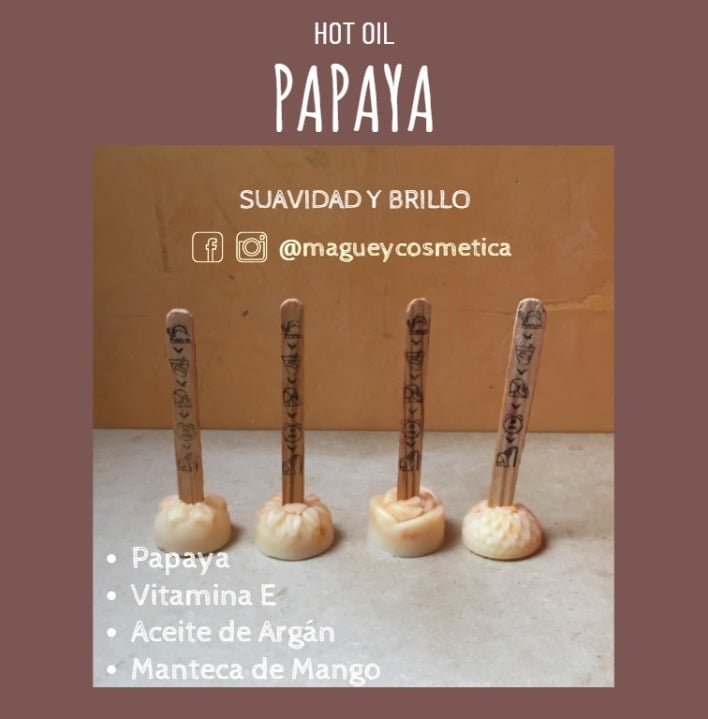 HOT OIL
PAPAYA
SUAVIDAD Y BRILLO
@magueycosmetica
• Papaya
• Vitamina E
• Aceite de Argán
• Manteca de Mango